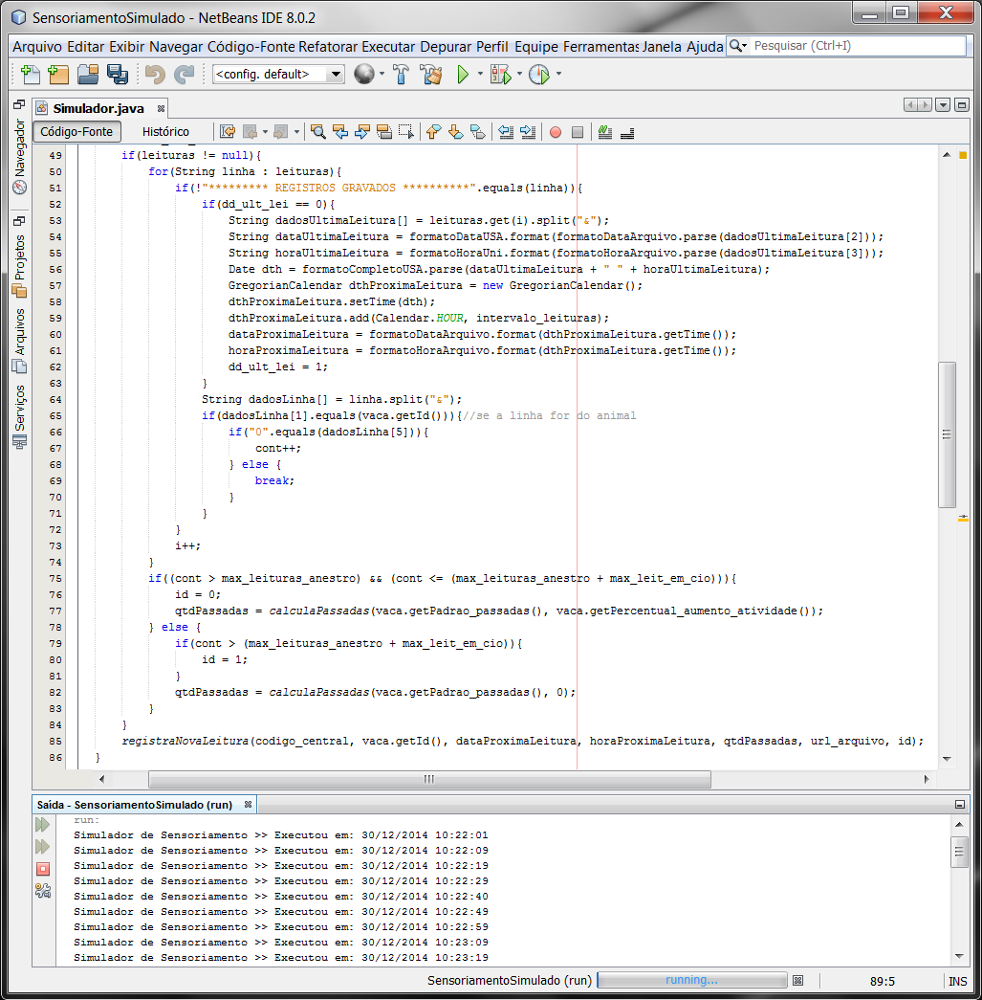 SensoriamentoSimulado - NetBeans IDE 8.0.2
Arquivo Editar Exibir Navegar Código-Fonte Refatorar Executar Depurar Perfil Equipe Ferramentas Janela Ajuda Pesquisar (Ctrl+I)
<config. default>
Simulador.java
Código-Fonte Histórico
Navegador
Projetos
Arquivos
Serviços
49 if(leituras != null){
50 for(String linha : leituras){
51 if(!"********* REGISTROS GRAVADOS **********".equals(linha)){
52 if(dd_ult_lei == 0){
53 String dadosUltimaLeitura[] = leituras.get(i).split("&");
54 String dataUltimaLeitura = formatoDataUSA.format(formatoDataArquivo.parse(dadosUltimaLeitura[2]));
55 String horaUltimaLeitura = formatoHoraUni.format(formatoHoraArquivo.parse(dadosUltimaLeitura[3]));
56 Date dth = formatoCompletoUSA.parse(dataUltimaLeitura + " " + horaUltimaLeitura);
57 GregorianCalendar dthProximaLeitura = new GregorianCalendar();
58 dthProximaLeitura.setTime(dth);
59 dthProximaLeitura.add(Calendar.HOUR, intervalo_leituras);
60 dataProximaLeitura = formatoDataArquivo.format(dthProximaLeitura.getTime());
61 horaProximaLeitura = formatoHoraArquivo.format(dthProximaLeitura.getTime());
62 dd_ult_lei = 1;
63 }
64 String dadosLinha[] = linha.split("&");
65 if(dadosLinha[1].equals(vaca.getId())){//se a linha for do animal
66 if("0".equals(dadosLinha[5])){
67 cont++;
68 } else {
69 break;
70 }
71 }
72 }
73 i++;
74 }
75 if((cont > max_leituras_anestro) && (cont <= (max_leituras_anestro + max_leit_em_cio))){
76 id = 0;
77 qtdPassadas = calculaPassadas(vaca.getPadrao_passadas(), vaca.getPercentual_aumento_atividade());
78 } else {
79 if(cont > (max_leituras_anestro + max_leit_em_cio)){
80 id = 1;
81 }
82 qtdPassadas = calculaPassadas(vaca.getPadrao_passadas(), 0);
83 }
84 }
85 registraNovaLeitura(codigo_central, vaca.getId(), dataProximaLeitura, horaProximaLeitura, qtdPassadas, url_arquivo, id);
86 }
Saída - SensoriamentoSimulado (run)
run:
Simulador de Sensoriamento >> Executou em: 30/12/2014 10:22:01
Simulador de Sensoriamento >> Executou em: 30/12/2014 10:22:09
Simulador de Sensoriamento >> Executou em: 30/12/2014 10:22:19
Simulador de Sensoriamento >> Executou em: 30/12/2014 10:22:29
Simulador de Sensoriamento >> Executou em: 30/12/2014 10:22:40
Simulador de Sensoriamento >> Executou em: 30/12/2014 10:22:49
Simulador de Sensoriamento >> Executou em: 30/12/2014 10:22:59
Simulador de Sensoriamento >> Executou em: 30/12/2014 10:23:09
Simulador de Sensoriamento >> Executou em: 30/12/2014 10:23:19
SensoriamentoSimulado (run) running... 89:5 INS